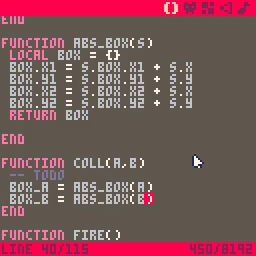 END
FUNCTION ABS_BOX(S)
LOCAL BOX = {}
BOX.X1 = S.BOX.X1 + S.X
BOX.Y1 = S.BOX.Y1 + S.Y
BOX.X2 = S.BOX.X2 + S.X
BOX.Y2 = S.BOX.Y2 + S.Y
RETURN BOX
END
FUNCTION COLL(A,B)
-- TODO
BOX_A = ABS_BOX(A)
BOX_B = ABS_BOX(B)
END
FUNCTION FIRE()
LINE 40/115 450/8192